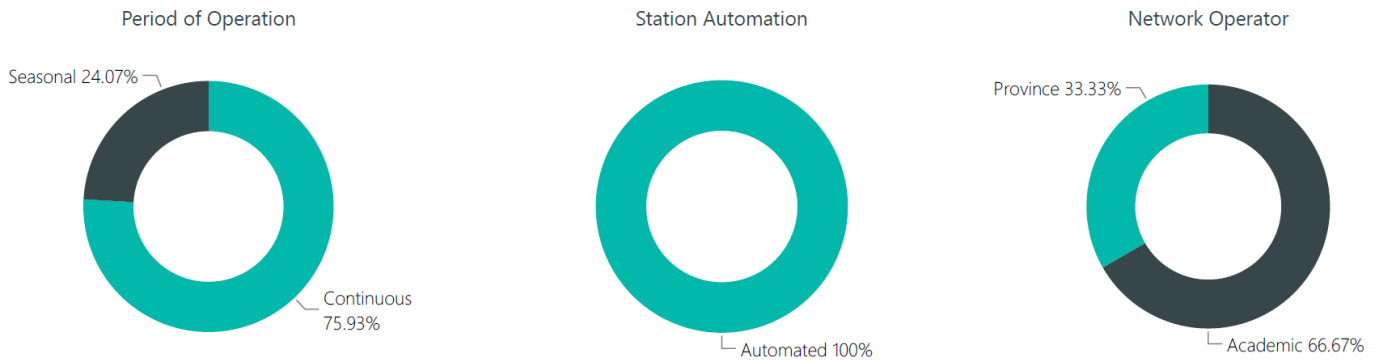 Period of Operation
Seasonal 24.07%
Continuous
75.93%
Station Automation
Automated 100%
Network Operator
Province 33.33%
Academic 66.67%